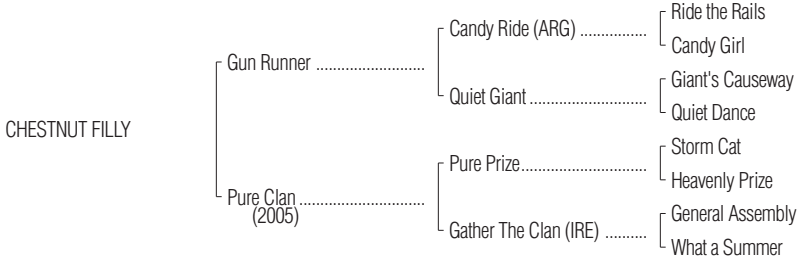 Ride the Rails
Candy Ride (ARG) ................
Candy Girl
Gun Runner ..........................
Giant's Causeway
Quiet Giant ............................
Quiet Dance
CHESTNUT FILLY
Storm Cat
Pure Prize..............................
Heavenly Prize
Pure Clan ..............................
(2005)
General Assembly
Gather The Clan (IRE) ..........
What a Summer